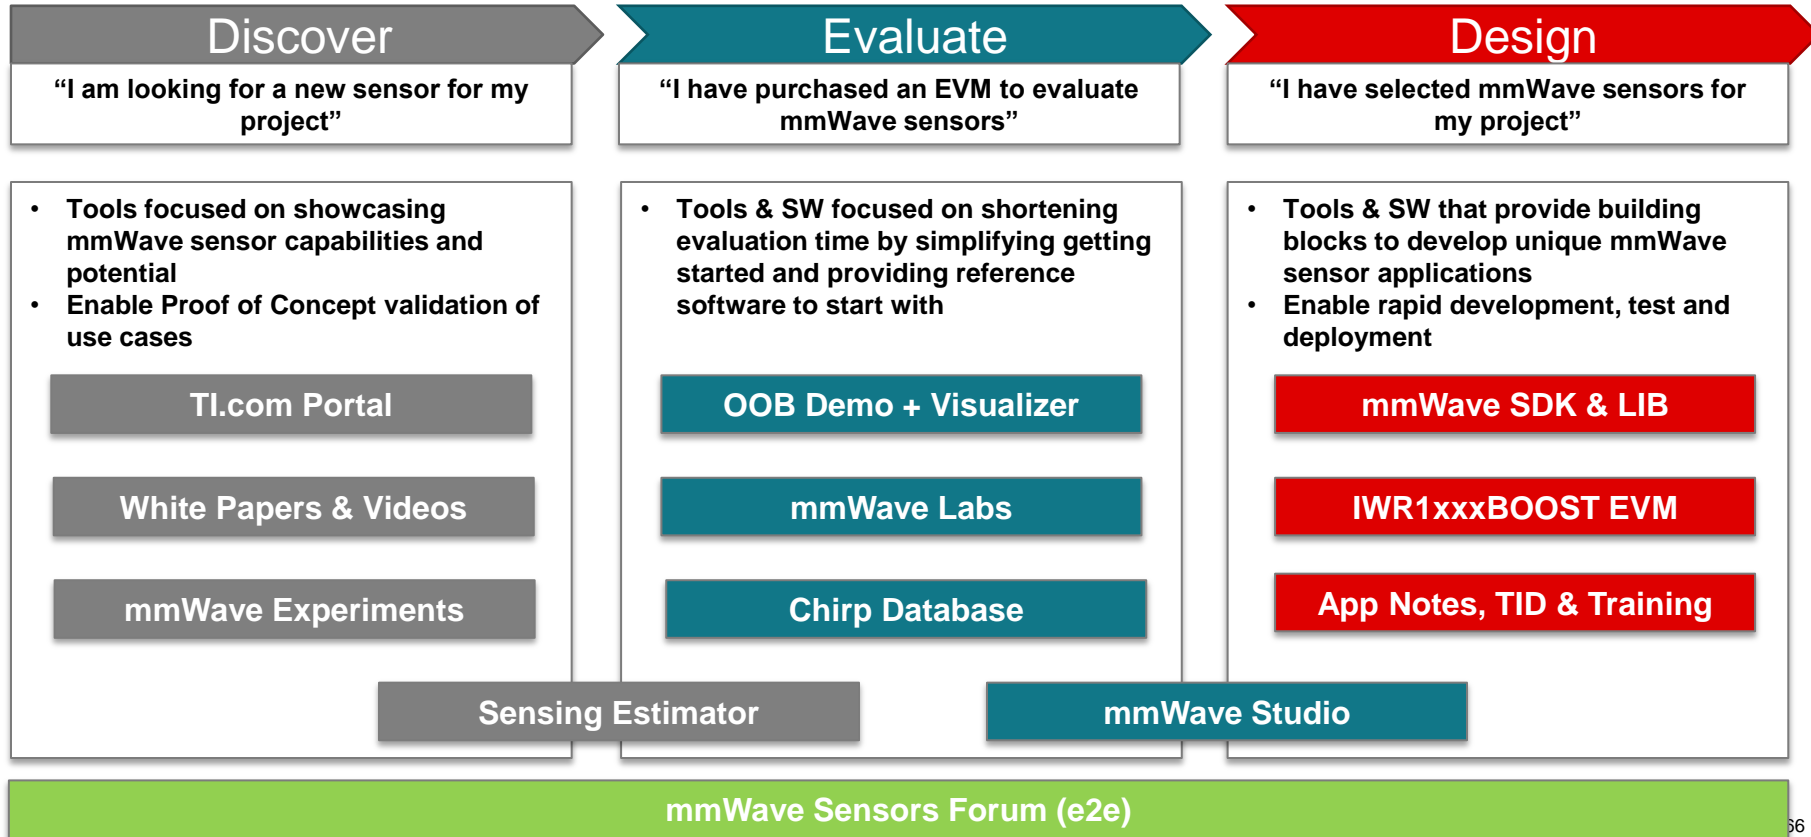 Discover
Evaluate
Design
“I am looking for a new sensor for my
project”
“I have purchased an EVM to evaluate
mmWave sensors”
“I have selected mmWave sensors for
my project”
• Tools focused on showcasing
mmWave sensor capabilities and
potential
• Enable Proof of Concept validation of
use cases
TI.com Portal
White Papers & Videos
mmWave Experiments
• Tools & SW focused on shortening
evaluation time by simplifying getting
started and providing reference
software to start with
OOB Demo + Visualizer
mmWave Labs
Chirp Database
• Tools & SW that provide building
blocks to develop unique mmWave
sensor applications
• Enable rapid development, test and
deployment
mmWave SDK & LIB
IWR1xxxBOOST EVM
App Notes, TID & Training
Sensing Estimator
mmWave Studio
mmWave Sensors Forum (e2e)